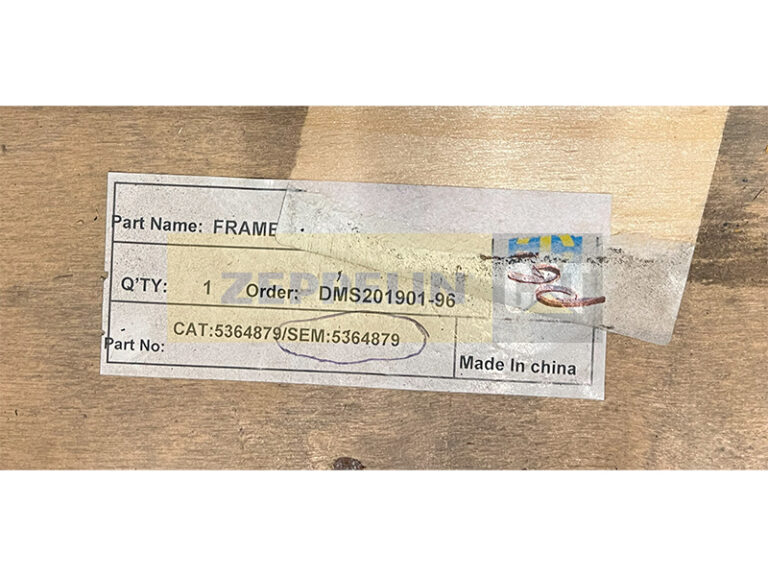 Part Name: FRAME
Q'TY: 1 Order: DMS201901-96
ZEPPELIN
Part No: CAT:5364879/SEM:5364879
Made In china